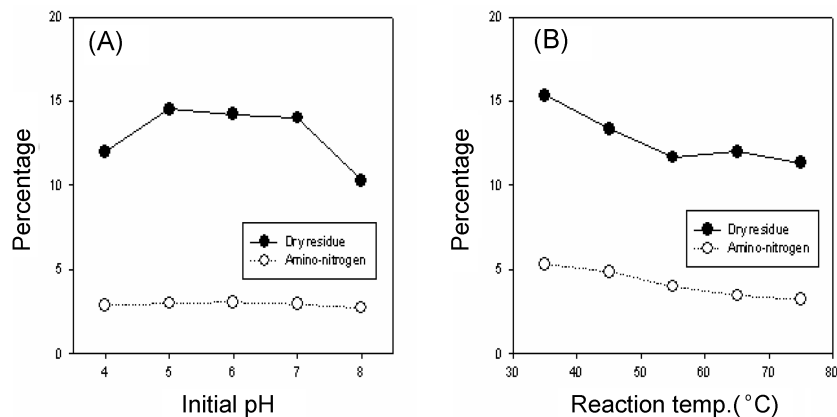 (A)
Percentage
20
15
10
5
0
Dry residue
Amino-nitrogen
4 5 6 7 8
Initial pH
(B)
Percentage
20
15
10
5
0
Dry residue
Amino-nitrogen
30 40 50 60 70 80
Reaction temp.(°C)